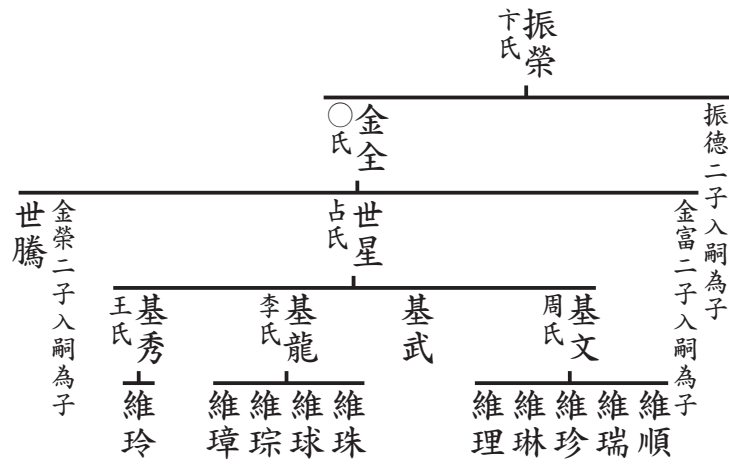 振榮
卞氏
振德二子入嗣為子
金全
○氏
金富二子入嗣為子
世星
占氏
金榮二子入嗣為子
世騰
基文
周氏
基武
基龍
李氏
基秀
王氏
維順
維瑞
維珍
維琳
維理
維珠
維球
維琮
維璋
維玲